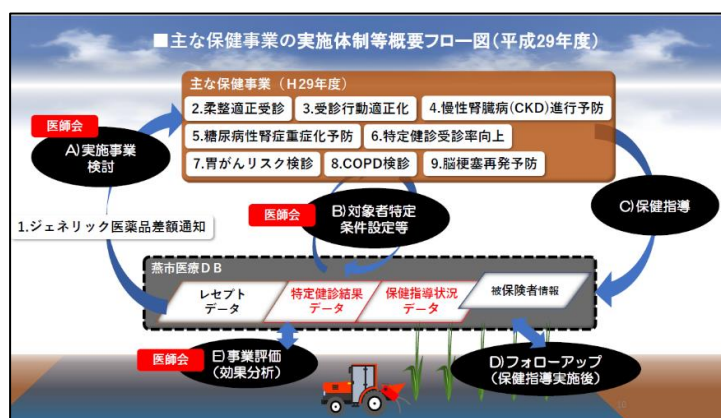 ■主な保健事業の実施体制等概要フロー図(平成29年度)
主な保健事業（H29年度）
2.柔整適正受診
3.受診行動適正化
4.慢性腎臓病(CKD)進行予防
5.糖尿病性腎症重症化予防
6.特定健診受診率向上
7.胃がんリスク検診
8.COPD検診
9.脳梗塞再発予防
医師会
A)実施事業
検討
1.ジェネリック医薬品差額通知
医師会
B)対象者特定
条件設定等
C)保健指導
燕市医療DB
レセプト
データ
特定健診結果
データ
保健指導状況
データ
被保険者情報
医師会
E)事業評価
(効果分析)
D)フォローアップ
(保健指導実施後)